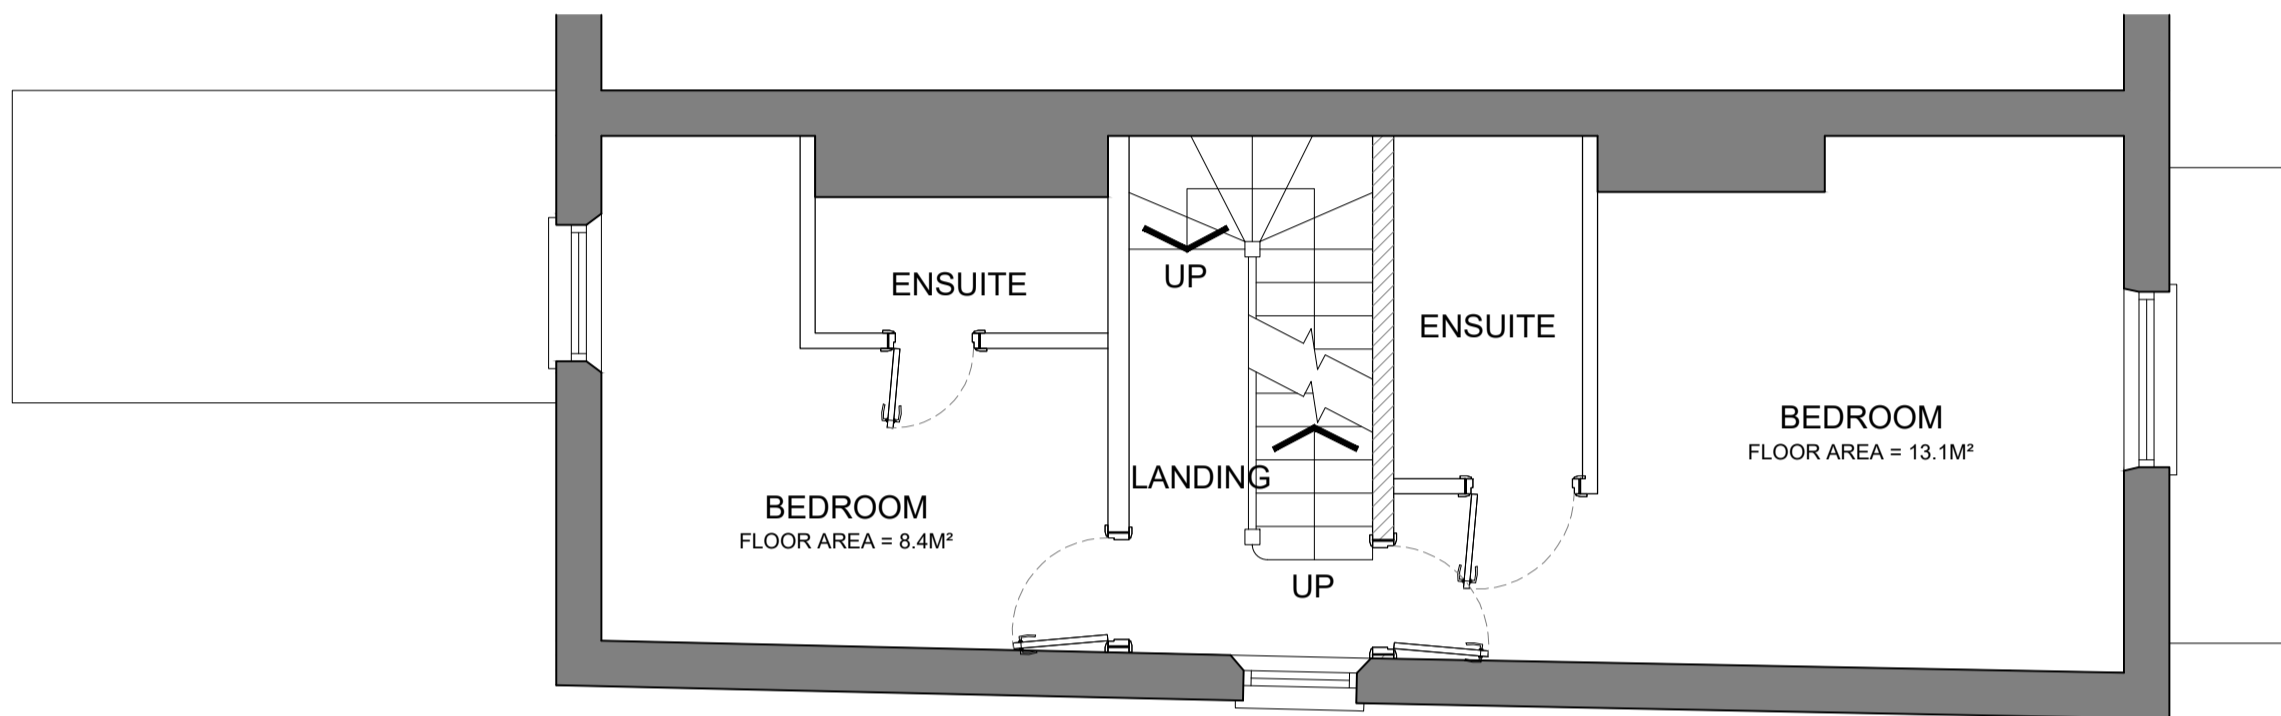 UP
ENSUITE
ENSUITE
BEDROOM
FLOOR AREA = 13.1M²
LANDING
BEDROOM
FLOOR AREA = 8.4M²
UP